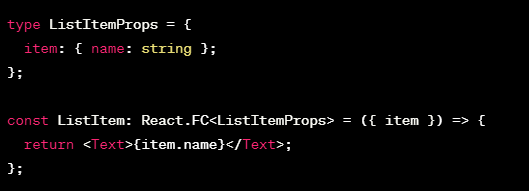 type ListItemProps = {
  item: { name: string };
};

const ListItem: React.FC<ListItemProps> = ({ item }) => {
  return <Text>{item.name}</Text>;
};